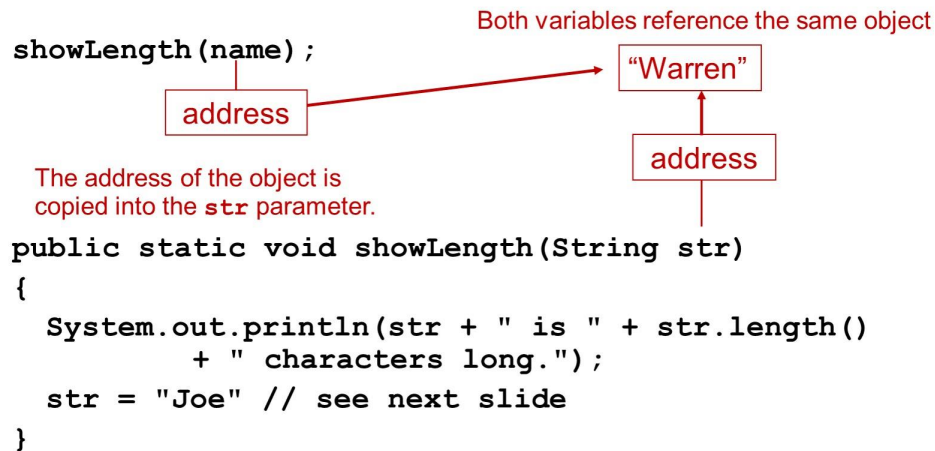 Both variables reference the same object
showLength(name);
“Warren”
address
address
The address of the object is
copied into the str parameter.
public static void showLength(String str)
{
System.out.println(str + " is " + str.length()
+ " characters long.");
str = "Joe" // see next slide
}